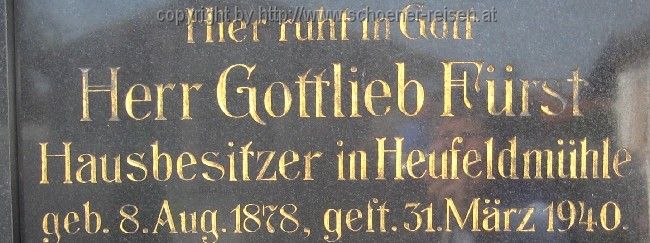 copyright by http://www.schoener-reisen.at
Hier ruht in Gott
Herr Gottlieb Fürst
Hausbesitzer in Heufeldmühle
geb. 8. Aug. 1878, gest. 31. März 1940.